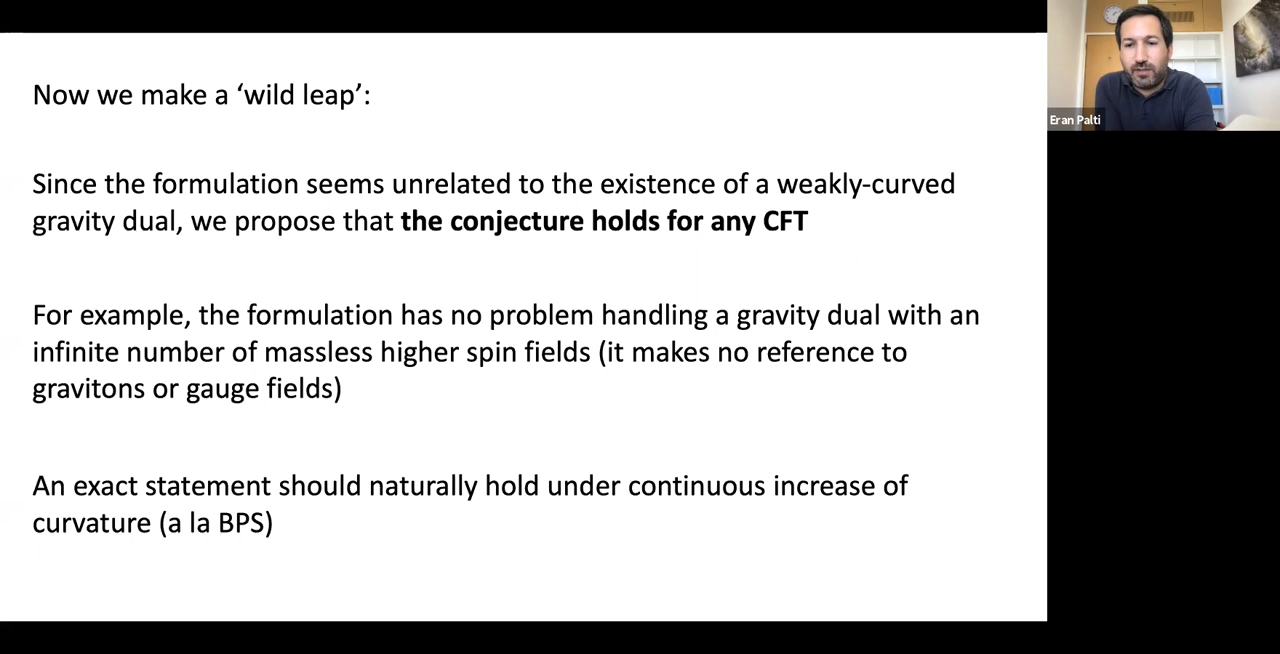 Now we make a ‘wild leap’:
Since the formulation seems unrelated to the existence of a weakly-curved
gravity dual, we propose that the conjecture holds for any CFT
For example, the formulation has no problem handling a gravity dual with an
infinite number of massless higher spin fields (it makes no reference to
gravitons or gauge fields)
An exact statement should naturally hold under continuous increase of
curvature (a la BPS)
Eran Palti